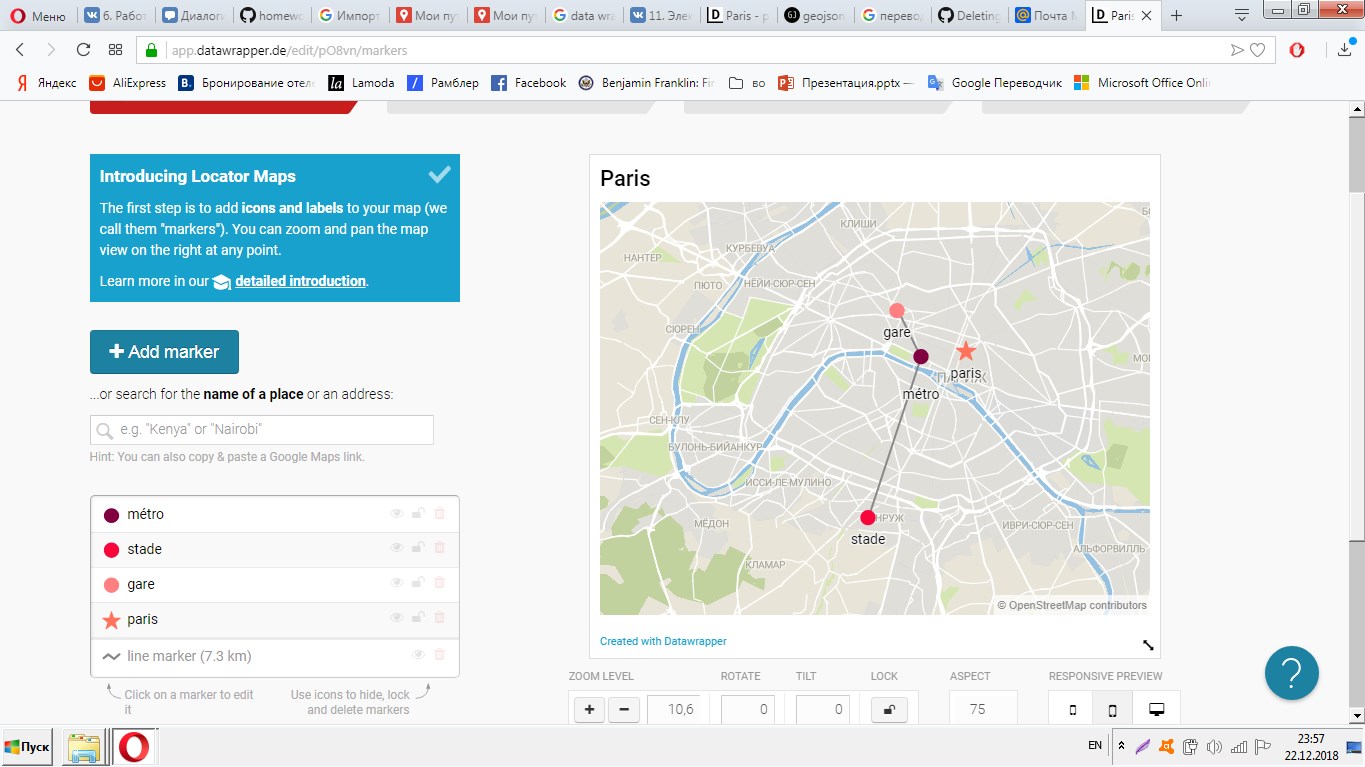 Меню
6. Работ
Диалоги
homewo
Импорт
Мои пу
Мои пу
data wra
11. Эле
Paris - p
geojson
перево
Deleting
Почта M
Paris
app.datawrapper.de/edit/pO8vn/markers
Яндекс
AliExpress
Бронирование отеле
Lamoda
Рамблер
Facebook
Benjamin Franklin: Fir
во
Презентация.pptx —
Google Переводчик
Microsoft Office Onli
Introducing Locator Maps
The first step is to add icons and labels to your map (we
call them "markers"). You can zoom and pan the map
view on the right at any point.
Learn more in our detailed introduction.
+ Add marker
...or search for the name of a place or an address:
e.g. "Kenya" or "Nairobi"
Hint: You can also copy & paste a Google Maps link.
métro
stade
gare
paris
line marker (7.3 km)
Click on a marker to edit
it
Use icons to hide, lock
and delete markers
Paris
КЛИШИ
КУРБЕВУА
НАНТЕР
ПЮТО
НЁЙИ-СЮР-СЕН
СЮРЕН
gare
paris
ПАРИЖ
métro
СЕН-КЛУ
БУЛОНЬ-БИЙАНКУР
ИССИ-ЛЕ-МУЛИНО
МЁДОН
НРУЖ
stade
ИВРИ-СЮР-СЕН
АЛЬФОРВИЛЛЬ
КЛАМАР
© OpenStreetMap contributors
Created with Datawrapper
ZOOM LEVEL
ROTATE
TILT
LOCK
ASPECT
RESPONSIVE PREVIEW
+
−
10,6
0
0
75
?
Пуск
EN
23:57
22.12.2018